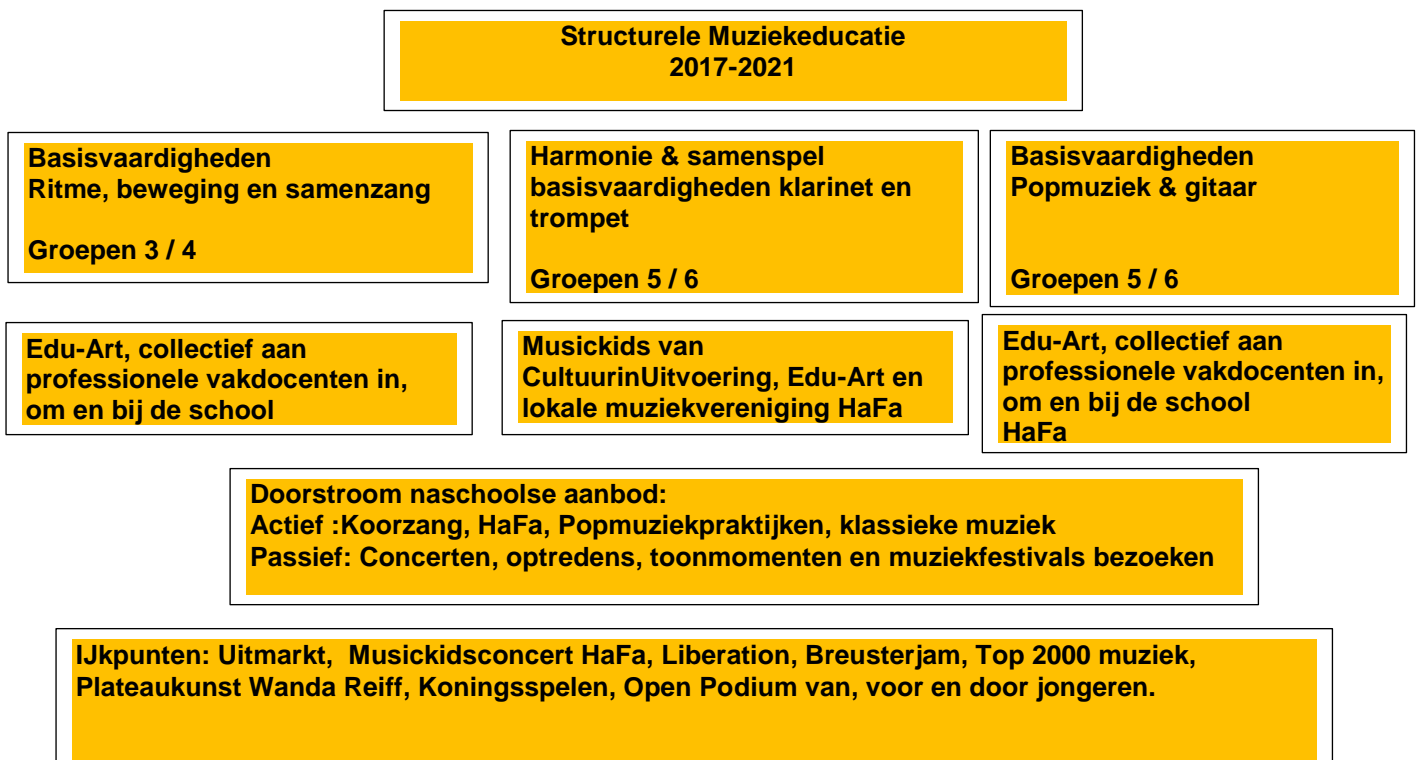 Structurele Muziekeducatie
2017-2021
Basisvaardigheden
Ritme, beweging en samenzang
Groepen 3 / 4
Harmonie & samenspel
basisvaardigheden klarinet en
trompet
Groepen 5 / 6
Basisvaardigheden
Popmuziek & gitaar
Groepen 5 / 6
Edu-Art, collectief aan
professionele vakdocenten in,
om en bij de school
Musickids van
CultuurinUitvoering, Edu-Art en
lokale muziekvereniging HaFa
Edu-Art, collectief aan
professionele vakdocenten in,
om en bij de school
HaFa
Doorstroom naschoolse aanbod:
Actief :Koorzang, HaFa, Popmuziekpraktijken, klassieke muziek
Passief: Concerten, optredens, toonmomenten en muziekfestivals bezoeken
IJkpunten: Uitmarkt, Musickidsconcert HaFa, Liberation, Breusterjam, Top 2000 muziek,
Plateaukunst Wanda Reiff, Koningsspelen, Open Podium van, voor en door jongeren.